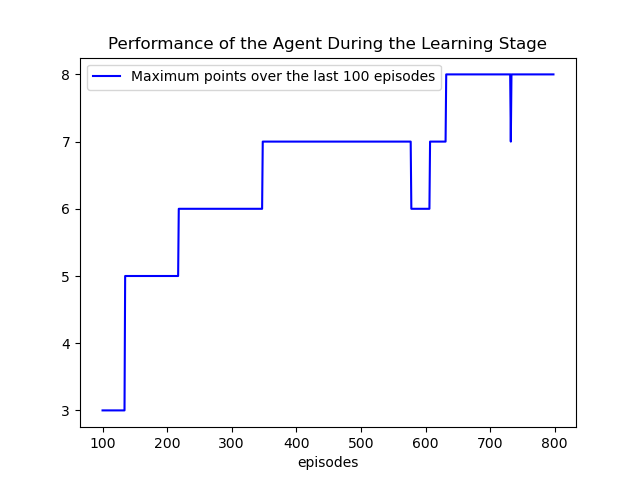 Performance of the Agent During the Learning Stage
Maximum points over the last 100 episodes
8
7
6
5
4
3
100 200 300 400 500 600 700 800
episodes